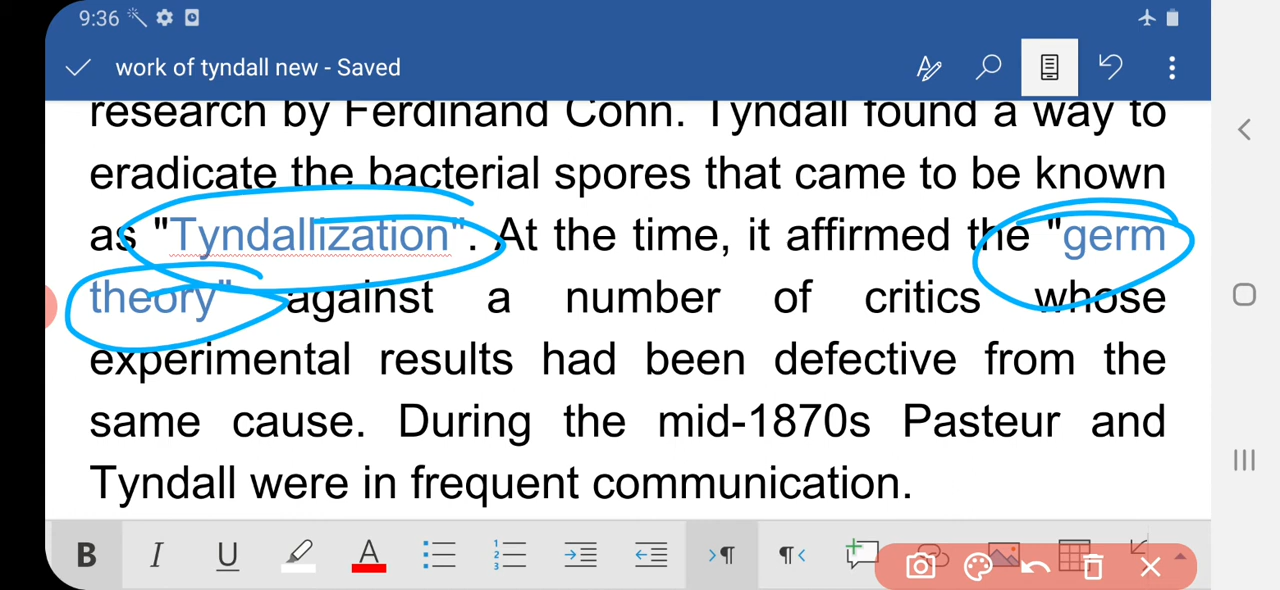 9:36
work of tyndall new - Saved
research by Ferdinand Cohn. Tyndall found a way to
eradicate the bacterial spores that came to be known
as "Tyndallization". At the time, it affirmed the "germ
theory" against a number of critics whose
experimental results had been defective from the
same cause. During the mid-1870s Pasteur and
Tyndall were in frequent communication.
B I U A